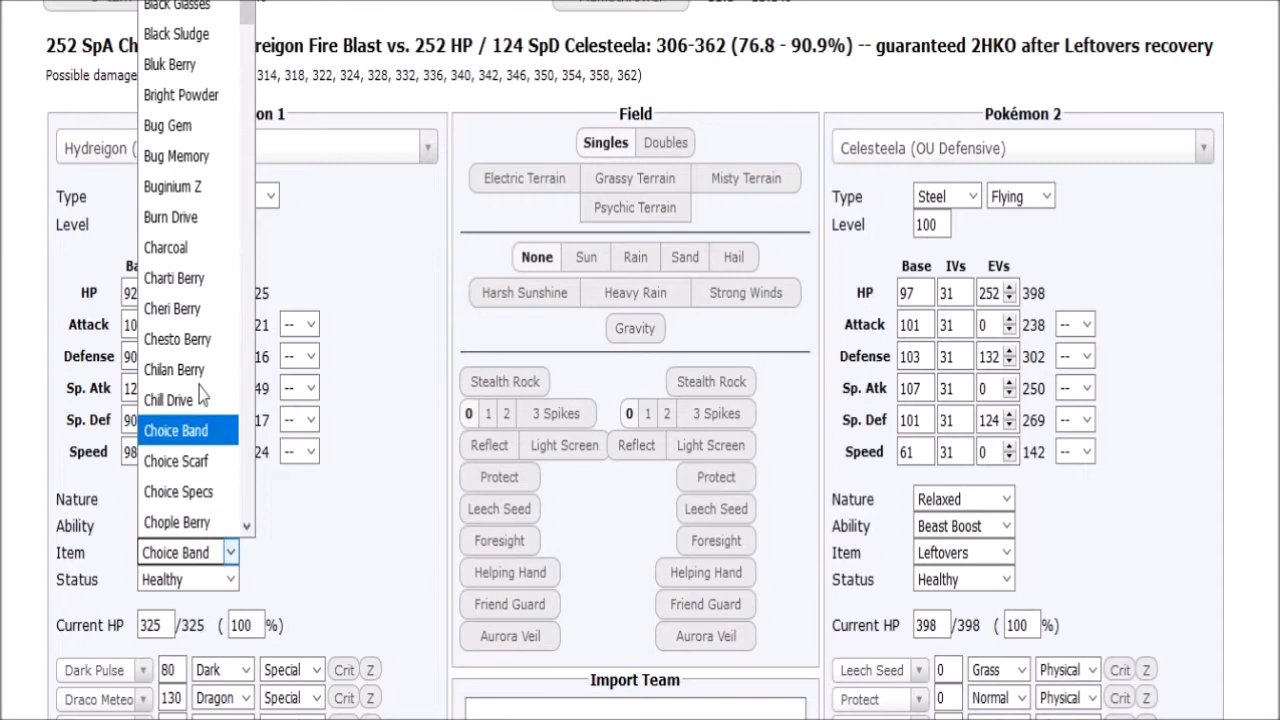 Black Glasses
Black Sludge
Bluk Berry
Bright Powder
Bug Gem
Bug Memory
Buginium Z
Burn Drive
Charcoal
Charti Berry
Cheri Berry
Chesto Berry
Chilan Berry
Chill Drive
Choice Band
Choice Scarf
Choice Specs
Chople Berry
252 SpA Ch reigon Fire Blast vs. 252 HP / 124 SpD Celesteela: 306-362 (76.8 - 90.9%) -- guaranteed 2HKO after Leftovers recovery
Possible damage 314, 318, 322, 324, 328, 332, 336, 340, 342, 346, 350, 354, 358, 362)
on 1
Hydreigon (
Type
Level
Ba
HP 92 25
Attack 10 21 --
Defense 90 16 --
Sp. Atk 12 49 --
Sp. Def 90 17 --
Speed 98 24 --
Nature
Ability
Item Choice Band
Status Healthy
Current HP 325 /325 ( 100 %)
Dark Pulse 80 Dark Special Crit Z
Draco Meteo 130 Dragon Special Crit Z
Field
Singles Doubles
Electric Terrain Grassy Terrain Misty Terrain
Psychic Terrain
None Sun Rain Sand Hail
Harsh Sunshine Heavy Rain Strong Winds
Gravity
Stealth Rock Stealth Rock
0 1 2 3 Spikes 0 1 2 3 Spikes
Reflect Light Screen Reflect Light Screen
Protect Protect
Leech Seed Leech Seed
Foresight Foresight
Helping Hand Helping Hand
Friend Guard Friend Guard
Aurora Veil Aurora Veil
Import Team
Pokémon 2
Celesteela (OU Defensive)
Type Steel Flying
Level 100
Base IVs EVs
HP 97 31 252 398
Attack 101 31 0 238 --
Defense 103 31 132 302 --
Sp. Atk 107 31 0 250 --
Sp. Def 101 31 124 269 --
Speed 61 31 0 142 --
Nature Relaxed
Ability Beast Boost
Item Leftovers
Status Healthy
Current HP 398 /398 ( 100 %)
Leech Seed 0 Grass Physical Crit Z
Protect 0 Normal Physical Crit Z